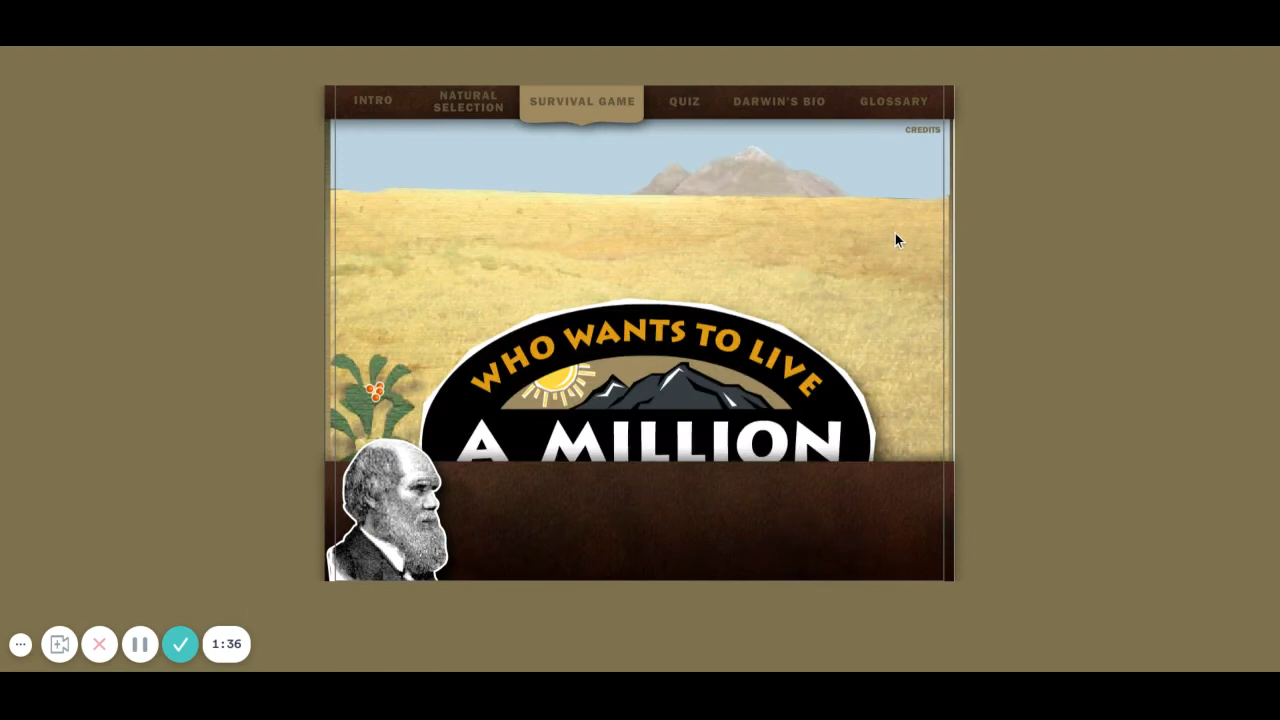 INTRO
NATURAL
SELECTION
SURVIVAL GAME
QUIZ
DARWIN'S BIO
GLOSSARY
CREDITS
WHO WANTS TO LIVE
A MILLION
1:36